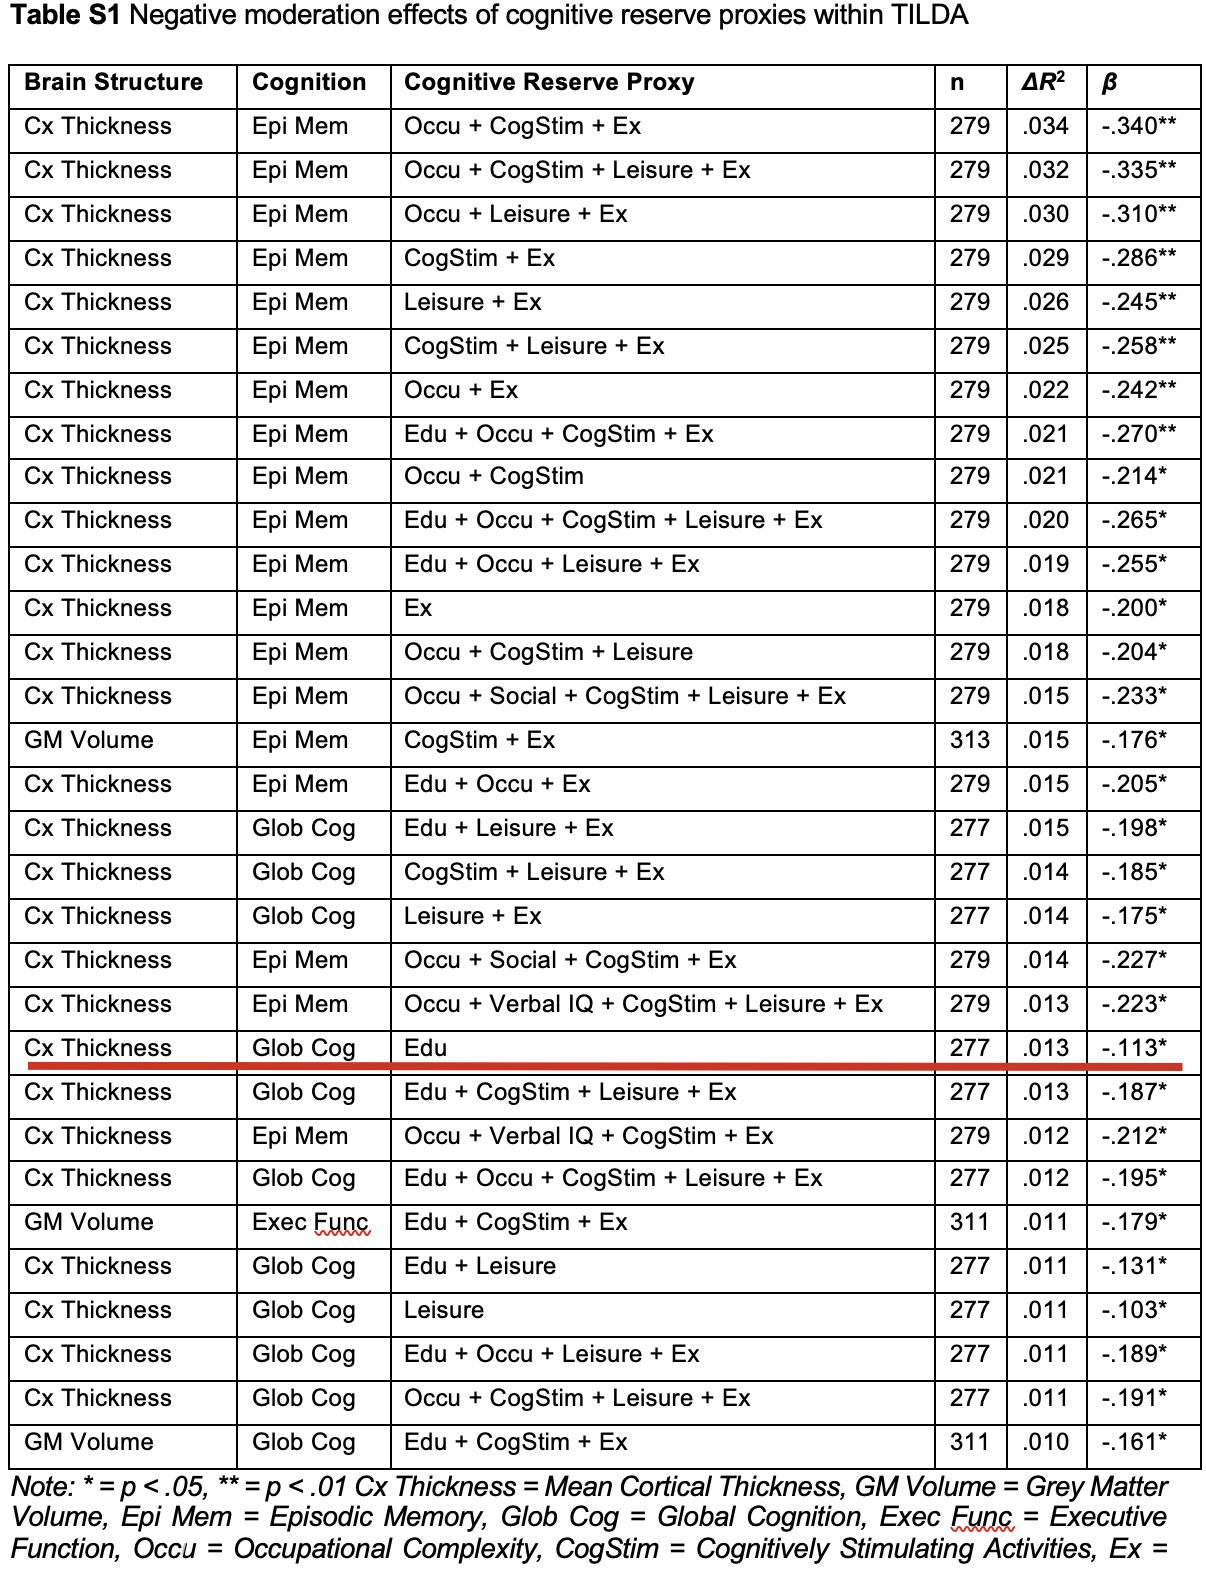 Table S1 Negative moderation effects of cognitive reserve proxies within TILDA
Brain Structure Cognition Cognitive Reserve Proxy n ΔR² β
Cx Thickness Epi Mem Occu + CogStim + Ex 279 .034 -.340**
Cx Thickness Epi Mem Occu + CogStim + Leisure + Ex 279 .032 -.335**
Cx Thickness Epi Mem Occu + Leisure + Ex 279 .030 -.310**
Cx Thickness Epi Mem CogStim + Ex 279 .029 -.286**
Cx Thickness Epi Mem Leisure + Ex 279 .026 -.245**
Cx Thickness Epi Mem CogStim + Leisure + Ex 279 .025 -.258**
Cx Thickness Epi Mem Occu + Ex 279 .022 -.242**
Cx Thickness Epi Mem Edu + Occu + CogStim + Ex 279 .021 -.270**
Cx Thickness Epi Mem Occu + CogStim 279 .021 -.214*
Cx Thickness Epi Mem Edu + Occu + CogStim + Leisure + Ex 279 .020 -.265*
Cx Thickness Epi Mem Edu + Occu + Leisure + Ex 279 .019 -.255*
Cx Thickness Epi Mem Ex 279 .018 -.200*
Cx Thickness Epi Mem Occu + CogStim + Leisure 279 .018 -.204*
Cx Thickness Epi Mem Occu + Social + CogStim + Leisure + Ex 279 .015 -.233*
GM Volume Epi Mem CogStim + Ex 313 .015 -.176*
Cx Thickness Epi Mem Edu + Occu + Ex 279 .015 -.205*
Cx Thickness Glob Cog Edu + Leisure + Ex 277 .015 -.198*
Cx Thickness Glob Cog CogStim + Leisure + Ex 277 .014 -.185*
Cx Thickness Glob Cog Leisure + Ex 277 .014 -.175*
Cx Thickness Epi Mem Occu + Social + CogStim + Ex 279 .014 -.227*
Cx Thickness Epi Mem Occu + Verbal IQ + CogStim + Leisure + Ex 279 .013 -.223*
Cx Thickness Glob Cog Edu 277 .013 -.113*
Cx Thickness Glob Cog Edu + CogStim + Leisure + Ex 277 .013 -.187*
Cx Thickness Epi Mem Occu + Verbal IQ + CogStim + Ex 279 .012 -.212*
Cx Thickness Glob Cog Edu + Occu + CogStim + Leisure + Ex 277 .012 -.195*
GM Volume Exec Func Edu + CogStim + Ex 311 .011 -.179*
Cx Thickness Glob Cog Edu + Leisure 277 .011 -.131*
Cx Thickness Glob Cog Leisure 277 .011 -.103*
Cx Thickness Glob Cog Edu + Occu + Leisure + Ex 277 .011 -.189*
Cx Thickness Glob Cog Occu + CogStim + Leisure + Ex 277 .011 -.191*
GM Volume Glob Cog Edu + CogStim + Ex 311 .010 -.161*
Note: * = p < .05, ** = p < .01 Cx Thickness = Mean Cortical Thickness, GM Volume = Grey Matter
Volume, Epi Mem = Episodic Memory, Glob Cog = Global Cognition, Exec Func = Executive
Function, Occu = Occupational Complexity, CogStim = Cognitively Stimulating Activities, Ex =